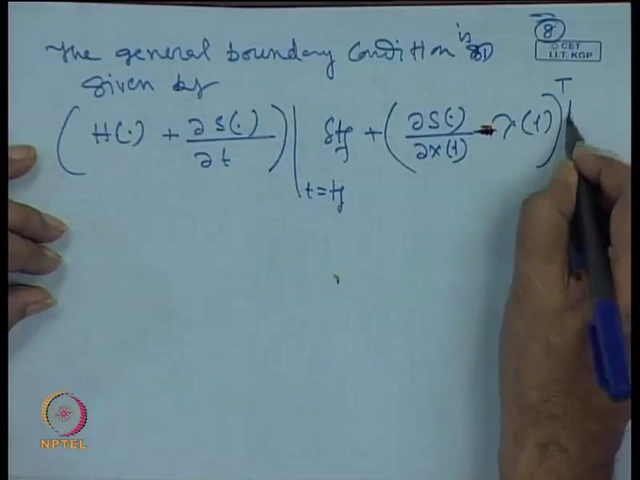 8
© CET
I.I.T. KGP
The general boundary condition is
given by
(H(·) + ∂S(·)/∂t)|t=tf δtf + (∂S(·)/∂x(t) - λ(t))T|
NPTEL